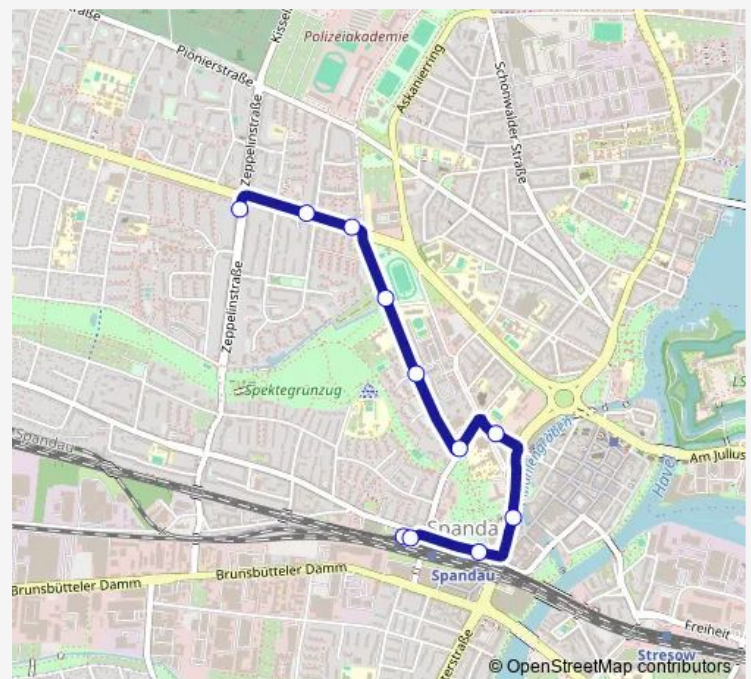 Pionierstraße
Polizeiakademie
Askanierring
Schönwalder Straße
Zeppelinstraße
Zeppelinstraße
Spektegrünzug
Am Julius
Havel
Spandau
Spanda
Spandau
Brunsbütteler Damm
Brunsbütteler Damm
Freiheit
Stresow
© OpenStreetMap contributors